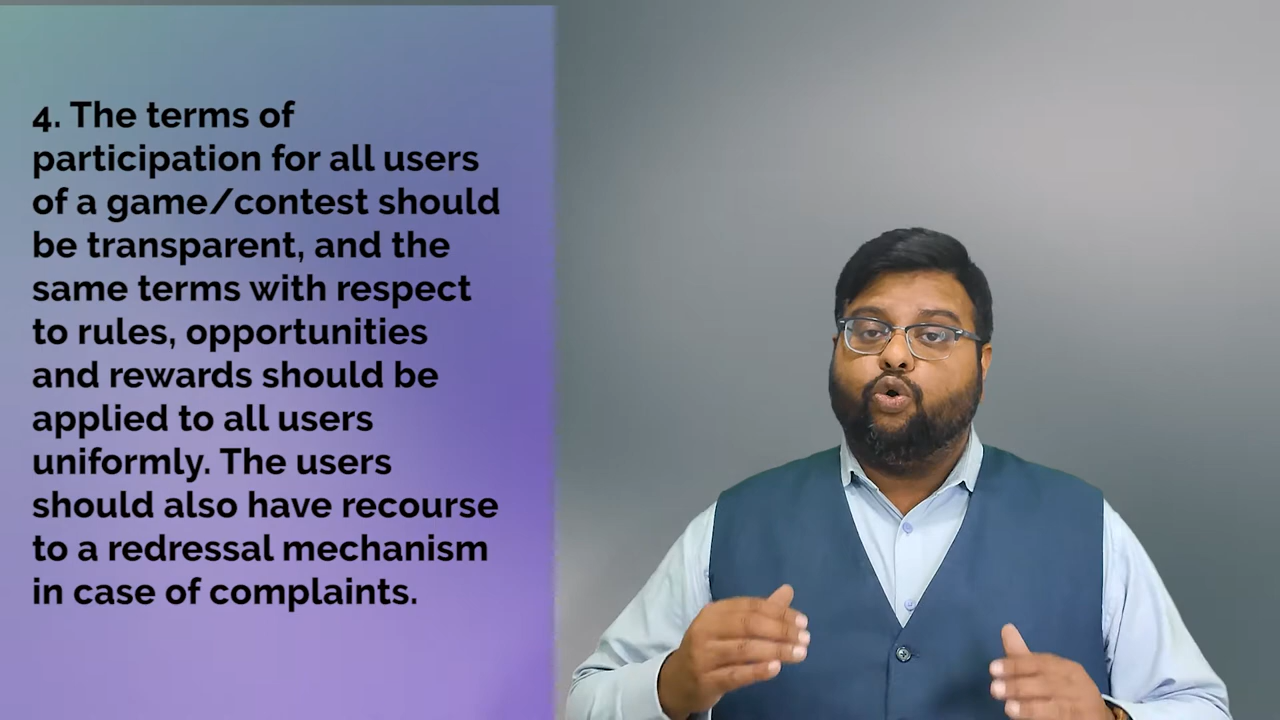 4. The terms of
participation for all users
of a game/contest should
be transparent, and the
same terms with respect
to rules, opportunities
and rewards should be
applied to all users
uniformly. The users
should also have recourse
to a redressal mechanism
in case of complaints.